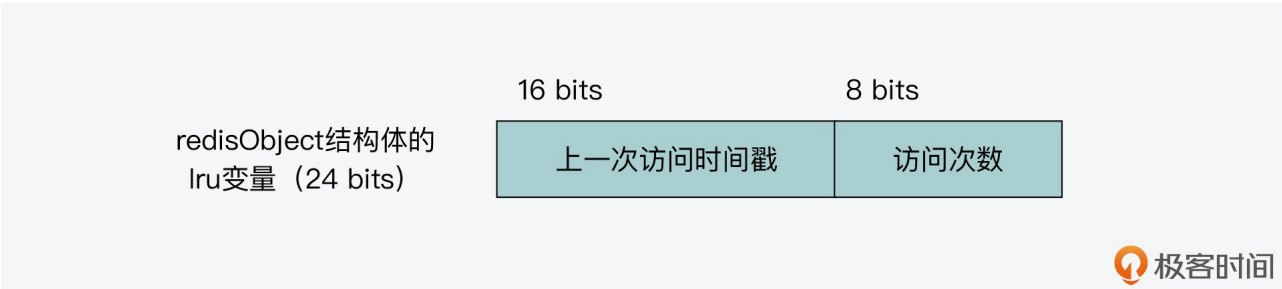 16 bits
8 bits
redisObject结构体的
lru变量（24 bits）
上一次访问时间戳
访问次数
极客时间